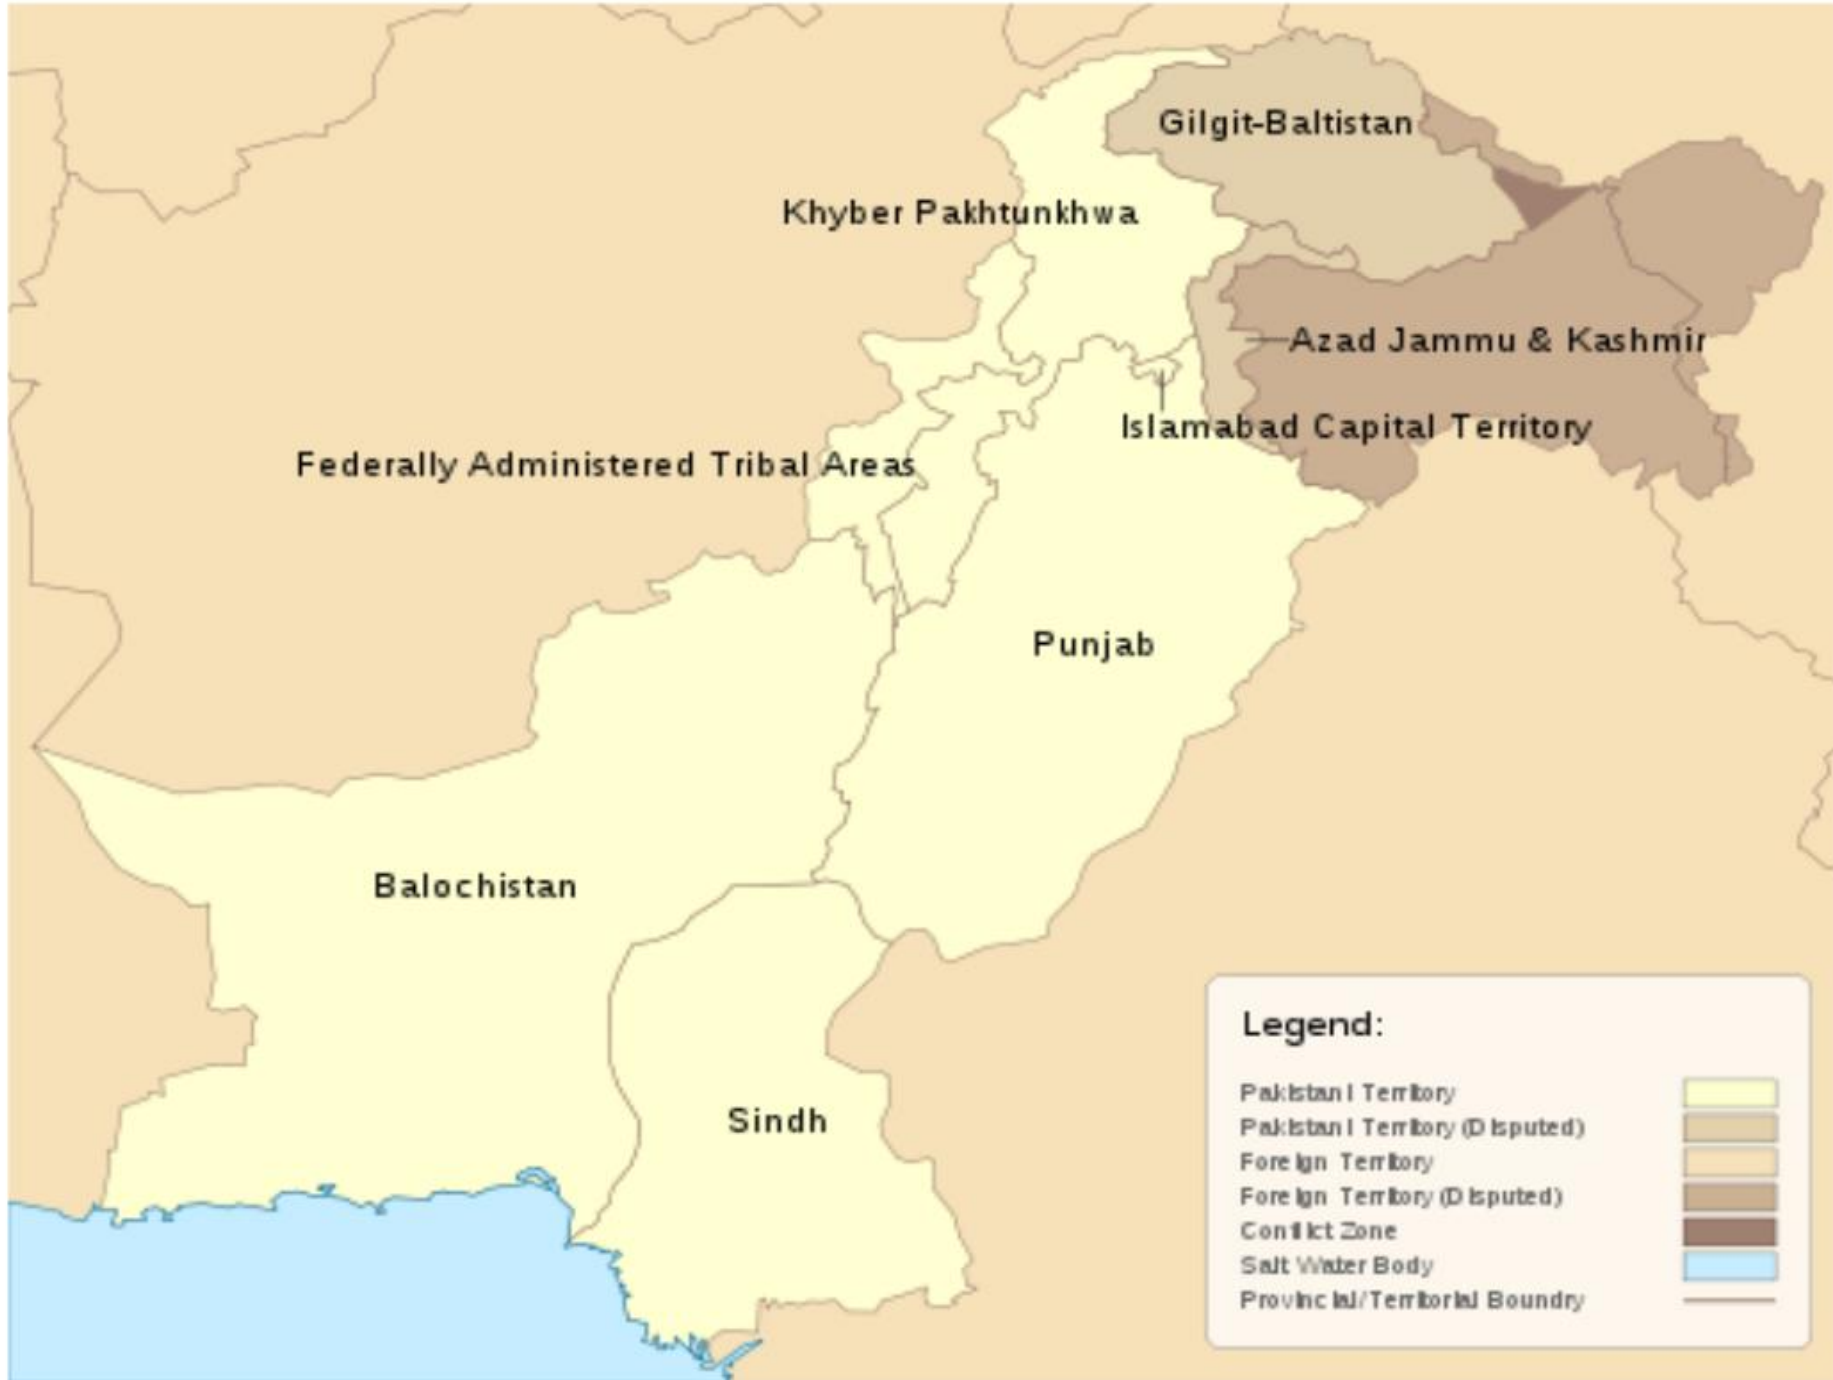 Gilgit-Baltistan
Khyber Pakhtunkhwa
Azad Jammu & Kashmir
Islamabad Capital Territory
Federally Administered Tribal Areas
Punjab
Balochistan
Sindh
Legend:
Pakistani Territory
Pakistani Territory (Disputed)
Foreign Territory
Foreign Territory (Disputed)
Conflict Zone
Salt Water Body
Provincial/Territorial Boundry